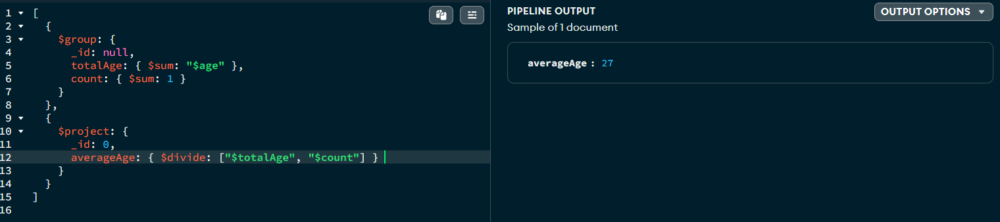 1 [
2 {
3 $group: {
4 _id: null,
5 totalAge: { $sum: "$age" },
6 count: { $sum: 1 }
7 }
8 },
9 {
10 $project: {
11 _id: 0,
12 averageAge: { $divide: ["$totalAge", "$count"] }
13 }
14 }
15 ]
16
PIPELINE OUTPUT
OUTPUT OPTIONS
Sample of 1 document
averageAge : 27